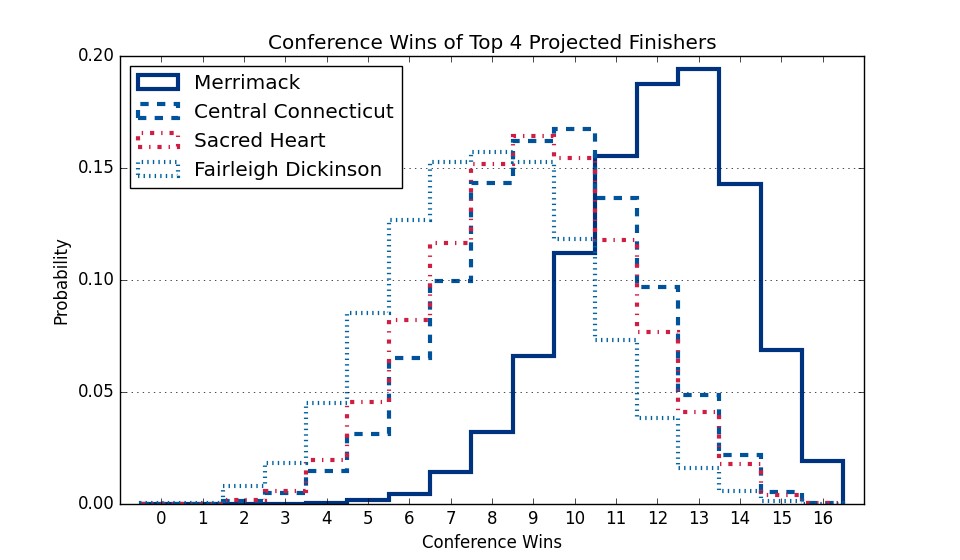 Conference Wins of Top 4 Projected Finishers
0.20
0.15
0.10
0.05
0.00
Probability
Merrimack
Central Connecticut
Sacred Heart
Fairleigh Dickinson
0 1 2 3 4 5 6 7 8 9 10 11 12 13 14 15 16
Conference Wins